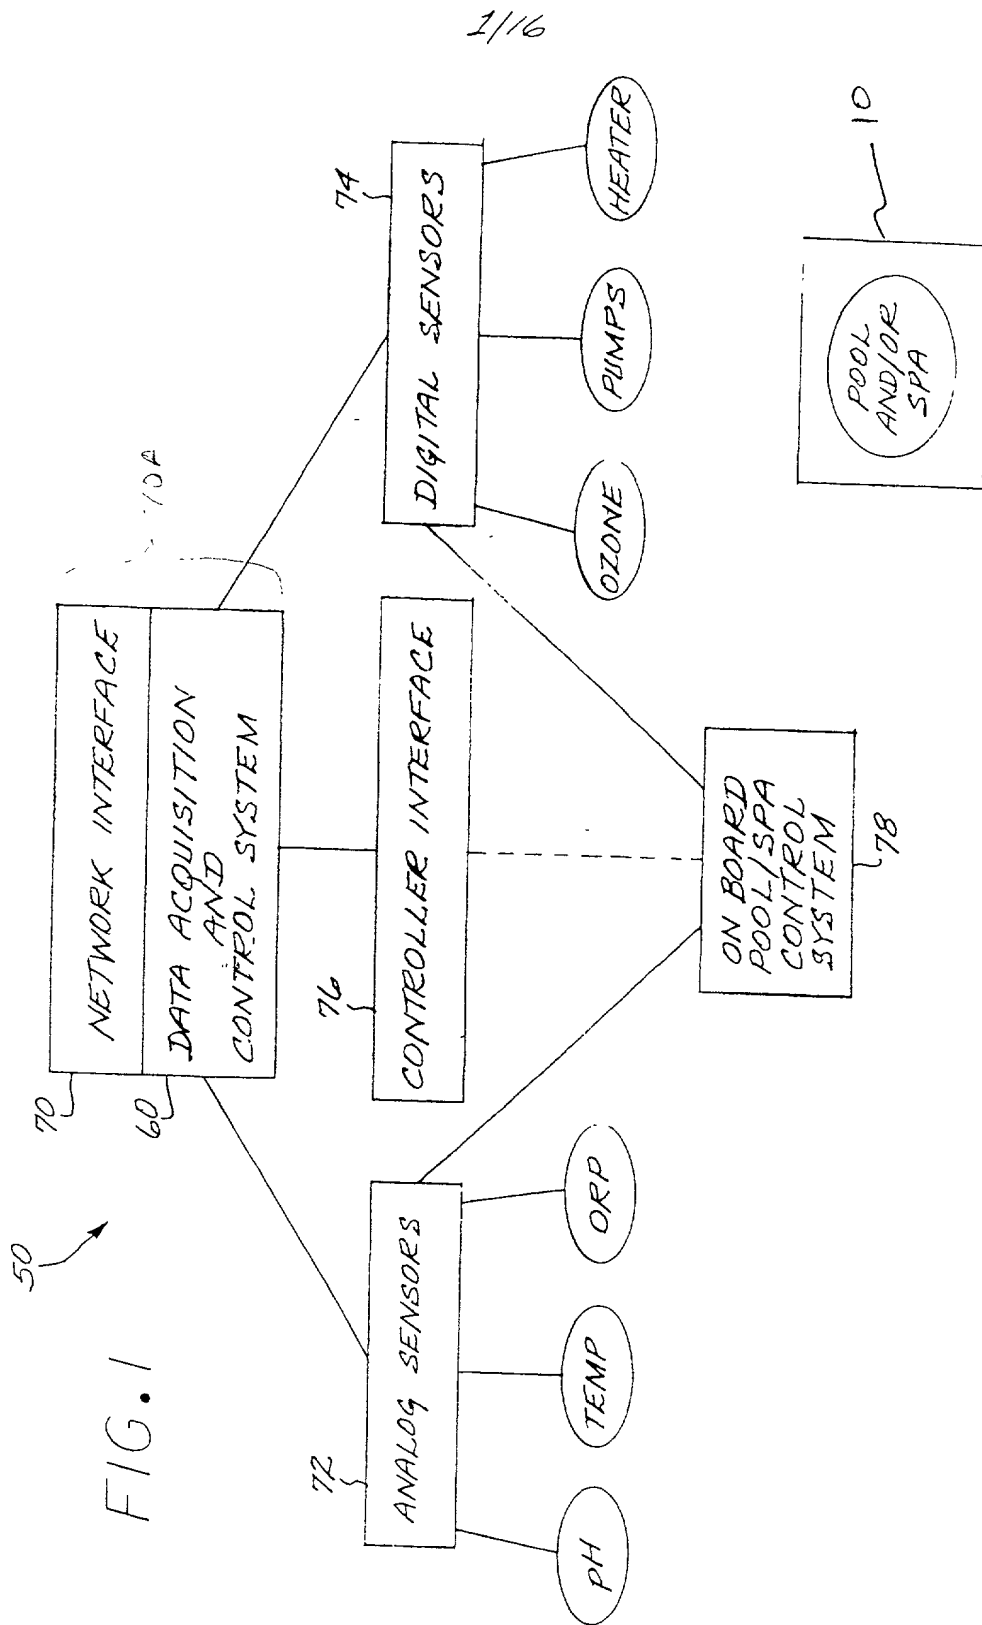 1/16
FIG. 1
50
70
NETWORK INTERFACE
60
DATA ACQUISITION
AND
CONTROL SYSTEM
70A
72
ANALOG SENSORS
pH
TEMP
ORP
76
CONTROLLER INTERFACE
74
DIGITAL SENSORS
OZONE
PUMPS
HEATER
ON BOARD
POOL/SPA
CONTROL
SYSTEM
78
POOL
AND/OR
SPA
10